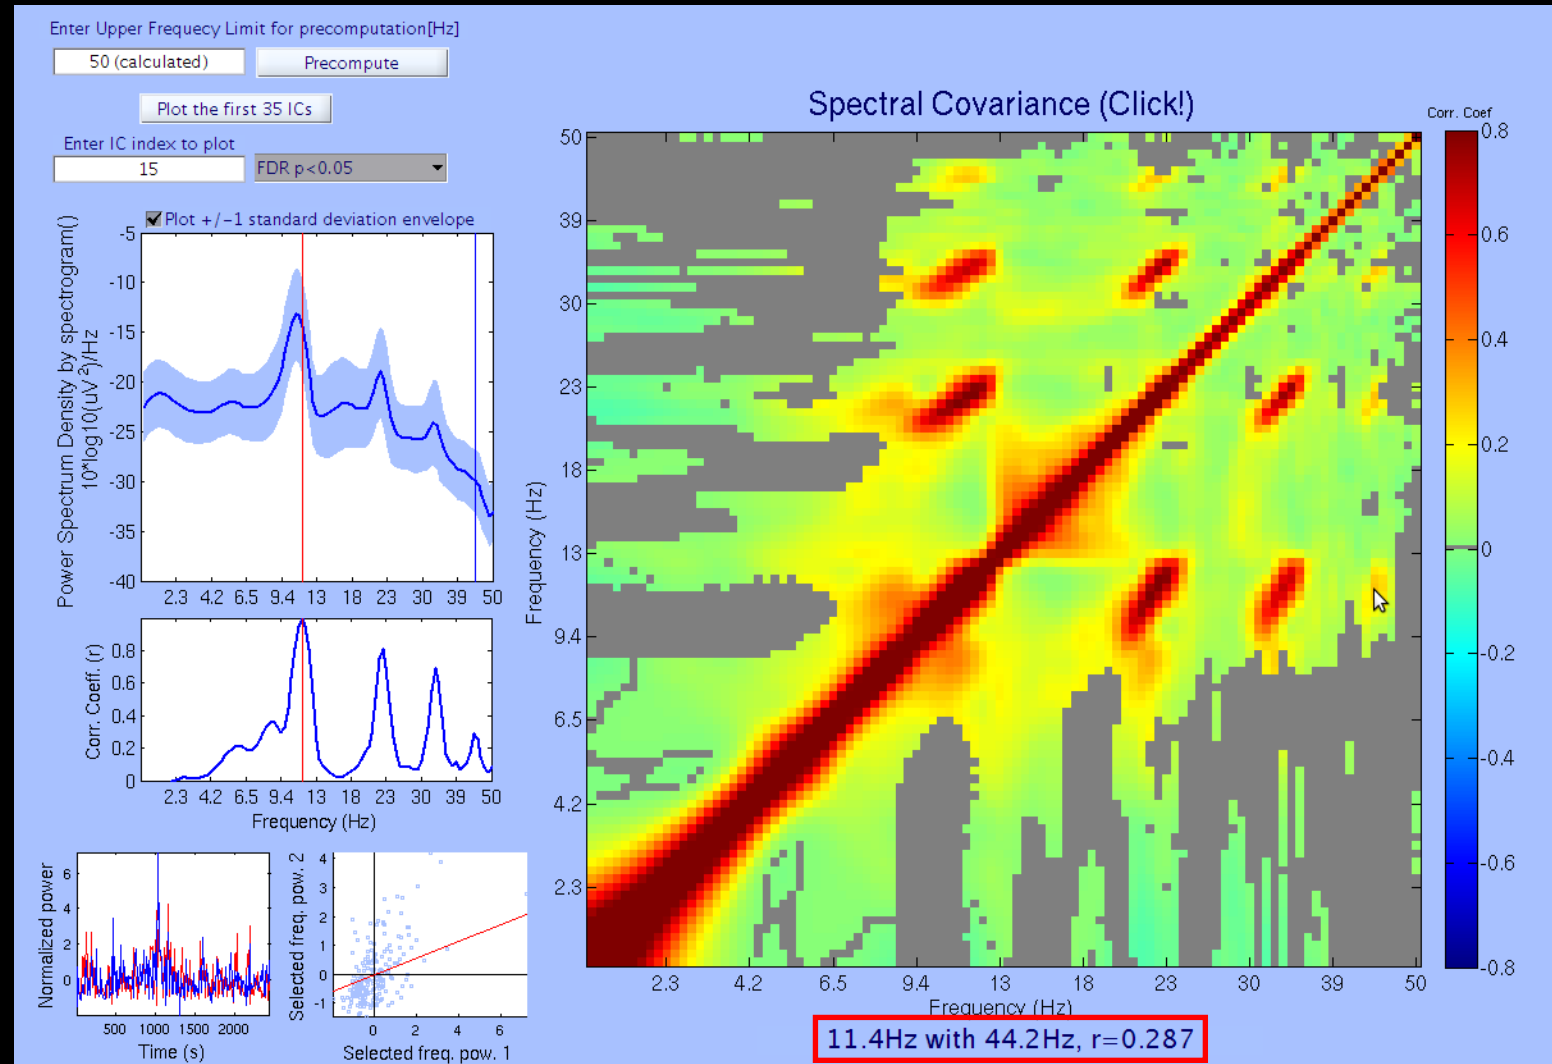 Enter Upper Frequecy Limit for precomputation[Hz]
50 (calculated)
Precompute
Plot the first 35 ICs
Enter IC index to plot
15
FDR p<0.05
Plot +/-1 standard deviation envelope
Power Spectrum Density by spectrogram()
10*log10(uV^2)/Hz
-5
-10
-15
-20
-25
-30
-35
-40
2.3 4.2 6.5 9.4 13 18 23 30 39 50
Corr. Coeff. (r)
0.8
0.6
0.4
0.2
0
2.3 4.2 6.5 9.4 13 18 23 30 39 50
Frequency (Hz)
Normalized power
6
4
2
0
500 1000 1500 2000
Time (s)
Selected freq. pow. 2
4
3
2
1
0
-1
0 2 4 6
Selected freq. pow. 1
Spectral Covariance (Click!)
Frequency (Hz)
50
39
30
23
18
13
9.4
6.5
4.2
2.3
2.3 4.2 6.5 9.4 13 18 23 30 39 50
Frequency (Hz)
11.4Hz with 44.2Hz, r=0.287
Corr. Coef
0.8
0.6
0.4
0.2
0
-0.2
-0.4
-0.6
-0.8